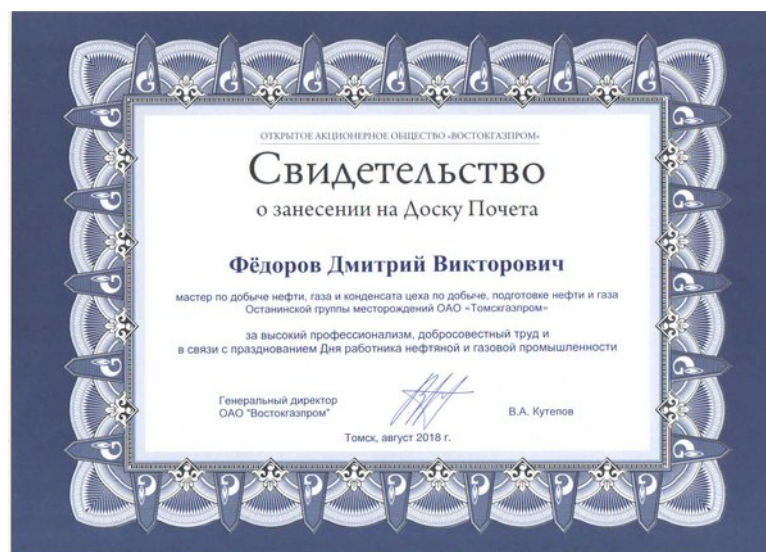 ОТКРЫТОЕ АКЦИОНЕРНОЕ ОБЩЕСТВО «ВОСТОКГАЗПРОМ»
Свидетельство
о занесении на Доску Почета
Фёдоров Дмитрий Викторович
мастер по добыче нефти, газа и конденсата цеха по добыче, подготовке нефти и газа
Останинской группы месторождений ОАО «Томскгазпром»
за высокий профессионализм, добросовестный труд и
в связи с празднованием Дня работника нефтяной и газовой промышленности
Генеральный директор
ОАО "Востокгазпром"
В.А. Кутепов
Томск, август 2018 г.